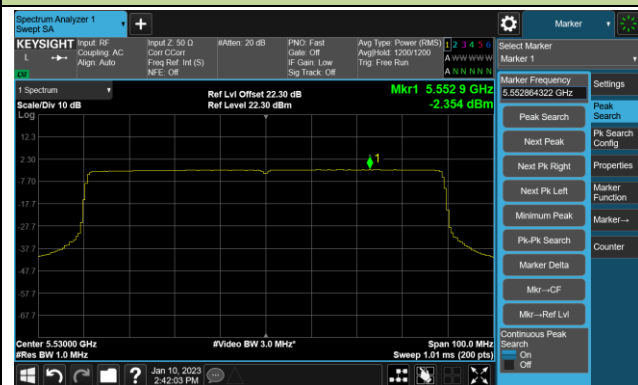 Spectrum Analyzer 1
Swept SA
+
Marker
KEYSIGHT Input: RF Input Z: 50 Ω #Atten: 20 dB PNO: Fast Avg Type: Power (RMS) 1 2 3 4 5 6
L Coupling: AC Corr CCorr Gate: Off Avg|Hold: 1200/1200 A W W W W W
Align: Auto Freq Ref: Int (S) IF Gain: Low Trig: Free Run
NFE: Off Sig Track: Off A N N N N N
Select Marker
Marker 1
1 Spectrum
Scale/Div 10 dB
Log
Ref Lvl Offset 22.30 dB
Ref Level 22.30 dBm
Mkr1 5.552 9 GHz
-2.354 dBm
12.3
2.30
-7.70
-17.7
-27.7
-37.7
-47.7
-57.7
-67.7
1
Center 5.53000 GHz
#Res BW 1.0 MHz
#Video BW 3.0 MHz*
Span 100.0 MHz
Sweep 1.01 ms (200 pts)
Marker Frequency
5.552864322 GHz
Peak Search
Next Peak
Next Pk Right
Next Pk Left
Minimum Peak
Pk-Pk Search
Marker Delta
Mkr→CF
Mkr→Ref Lvl
Continuous Peak
Search
On
Off
Settings
Peak
Search
Pk Search
Config
Properties
Marker
Function
Marker→
Counter
?
Jan 10, 2023
2:42:03 PM